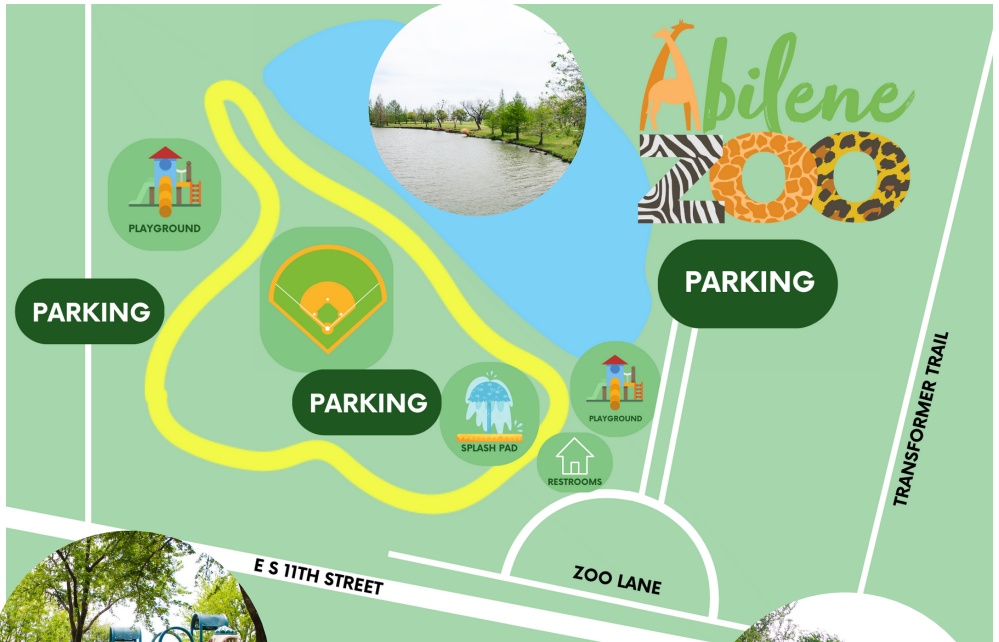 Abilene
ZOO
PLAYGROUND
PARKING
PARKING
PARKING
SPLASH PAD
PLAYGROUND
RESTROOMS
TRANSFORMER TRAIL
E S 11TH STREET
ZOO LANE